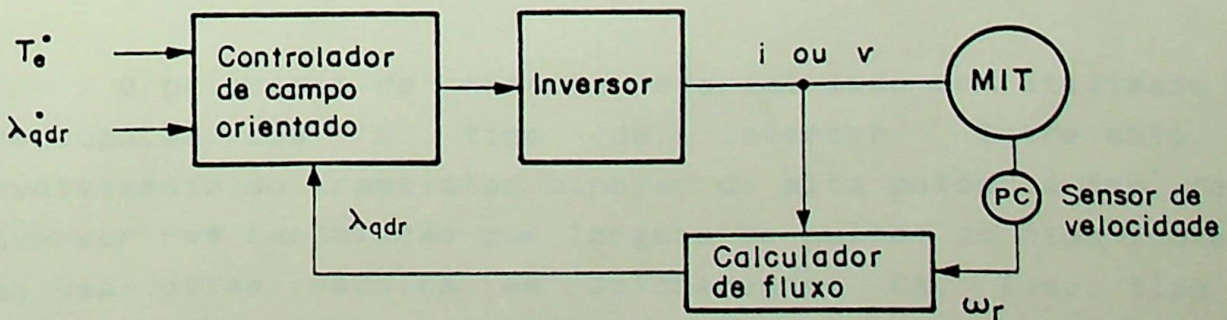 T*e
λ*qdr
Controlador
de campo
orientado
Inversor
i ou v
MIT
PC
Sensor de
velocidade
λqdr
Calculador
de fluxo
ωr